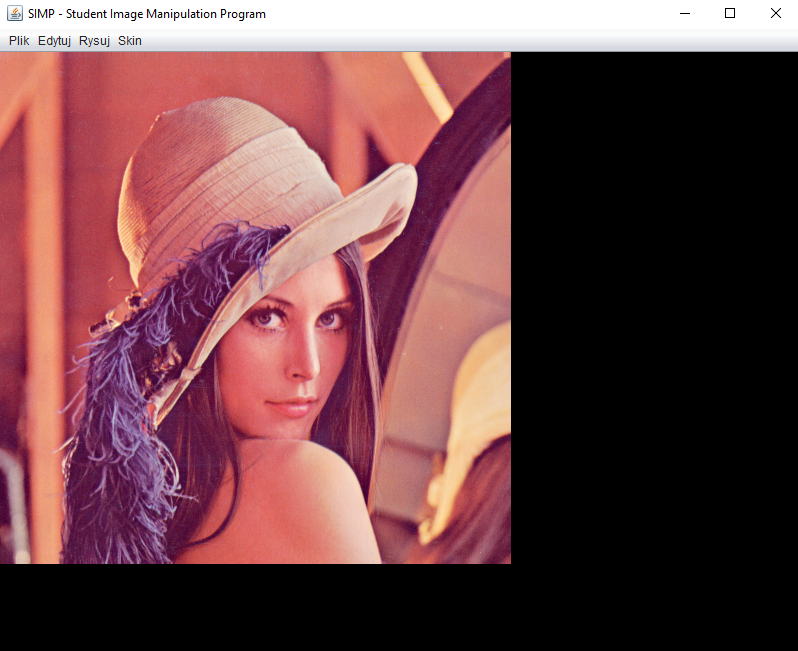 SIMP - Student Image Manipulation Program
Plik Edytuj Rysuj Skin